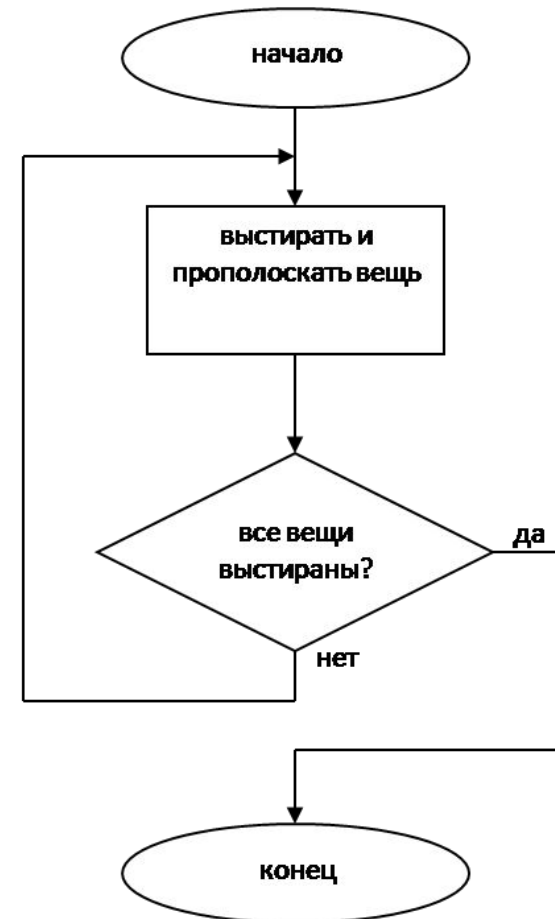 начало
выстирать и
прополоскать вещь
все вещи
выстираны?
да
нет
конец